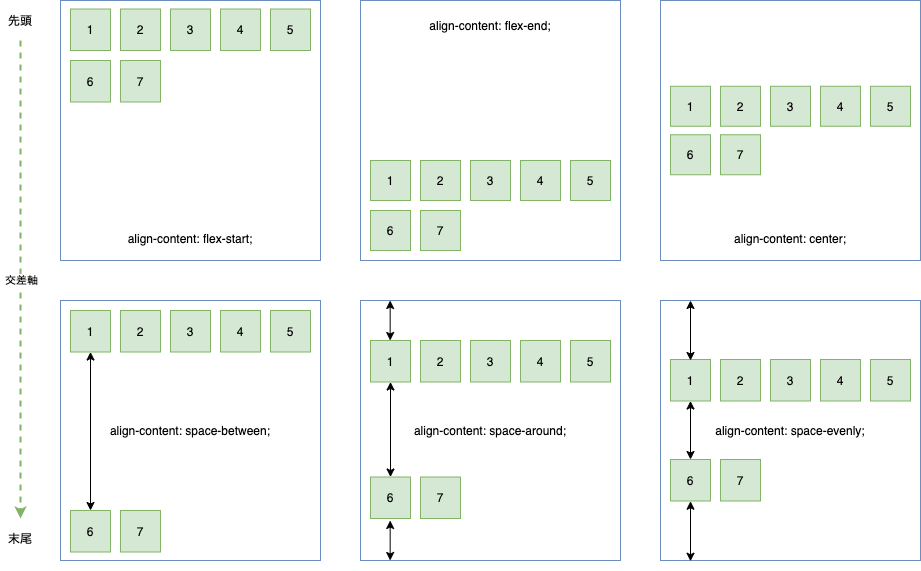 先頭
1 2 3 4 5
6 7
align-content: flex-start;
align-content: flex-end;
1 2 3 4 5
6 7
1 2 3 4 5
6 7
align-content: center;
交差軸
1 2 3 4 5
align-content: space-between;
6 7
1 2 3 4 5
align-content: space-around;
6 7
1 2 3 4 5
align-content: space-evenly;
6 7
末尾